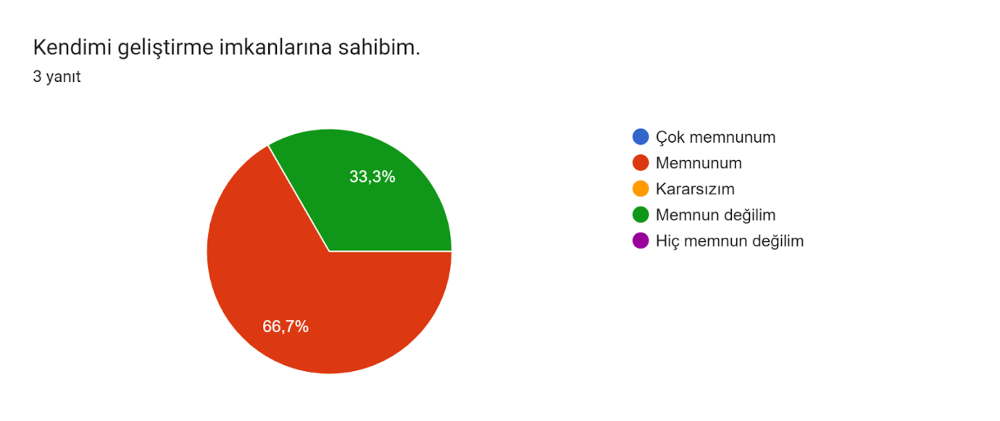 Kendimi geliştirme imkanlarına sahibim.
3 yanıt
Çok memnunum
Memnunum
Kararsızım
Memnun değilim
Hiç memnun değilim
33,3%
66,7%